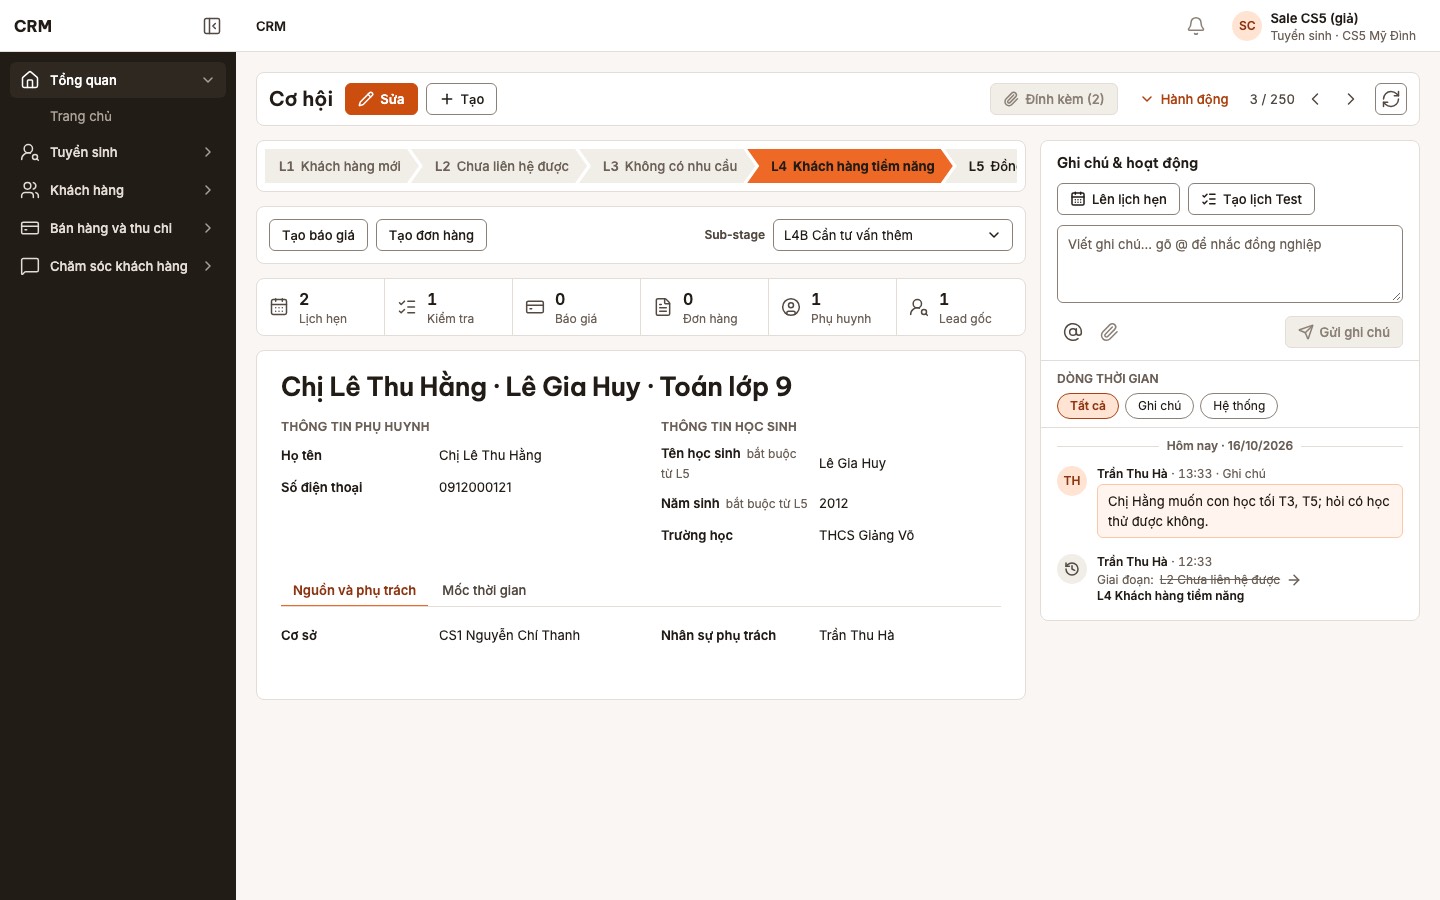 CRM
CRM
SC
Sale CS5 (giả)
Tuyển sinh · CS5 Mỹ Đình
Tổng quan
Trang chủ
Tuyển sinh
Khách hàng
Bán hàng và thu chi
Chăm sóc khách hàng
Cơ hội
Sửa
Tạo
Đính kèm (2)
Hành động
3 / 250
L1 Khách hàng mới
L2 Chưa liên hệ được
L3 Không có nhu cầu
L4 Khách hàng tiềm năng
L5 Đồn
Tạo báo giá
Tạo đơn hàng
Sub-stage
L4B Cần tư vấn thêm
2
Lịch hẹn
1
Kiểm tra
0
Báo giá
0
Đơn hàng
1
Phụ huynh
1
Lead gốc
Chị Lê Thu Hằng · Lê Gia Huy · Toán lớp 9
THÔNG TIN PHỤ HUYNH
Họ tên
Chị Lê Thu Hằng
Số điện thoại
0912000121
THÔNG TIN HỌC SINH
Tên học sinh bắt buộc
từ L5
Lê Gia Huy
Năm sinh bắt buộc từ L5
2012
Trường học
THCS Giảng Võ
Nguồn và phụ trách
Mốc thời gian
Cơ sở
CS1 Nguyễn Chí Thanh
Nhân sự phụ trách
Trần Thu Hà
Ghi chú & hoạt động
Lên lịch hẹn
Tạo lịch Test
Viết ghi chú... gõ @ để nhắc đồng nghiệp
Gửi ghi chú
DÒNG THỜI GIAN
Tất cả
Ghi chú
Hệ thống
Hôm nay · 16/10/2026
TH
Trần Thu Hà · 13:33 · Ghi chú
Chị Hằng muốn con học tối T3, T5; hỏi có học
thử được không.
Trần Thu Hà · 12:33
Giai đoạn: L2 Chưa liên hệ được →
L4 Khách hàng tiềm năng